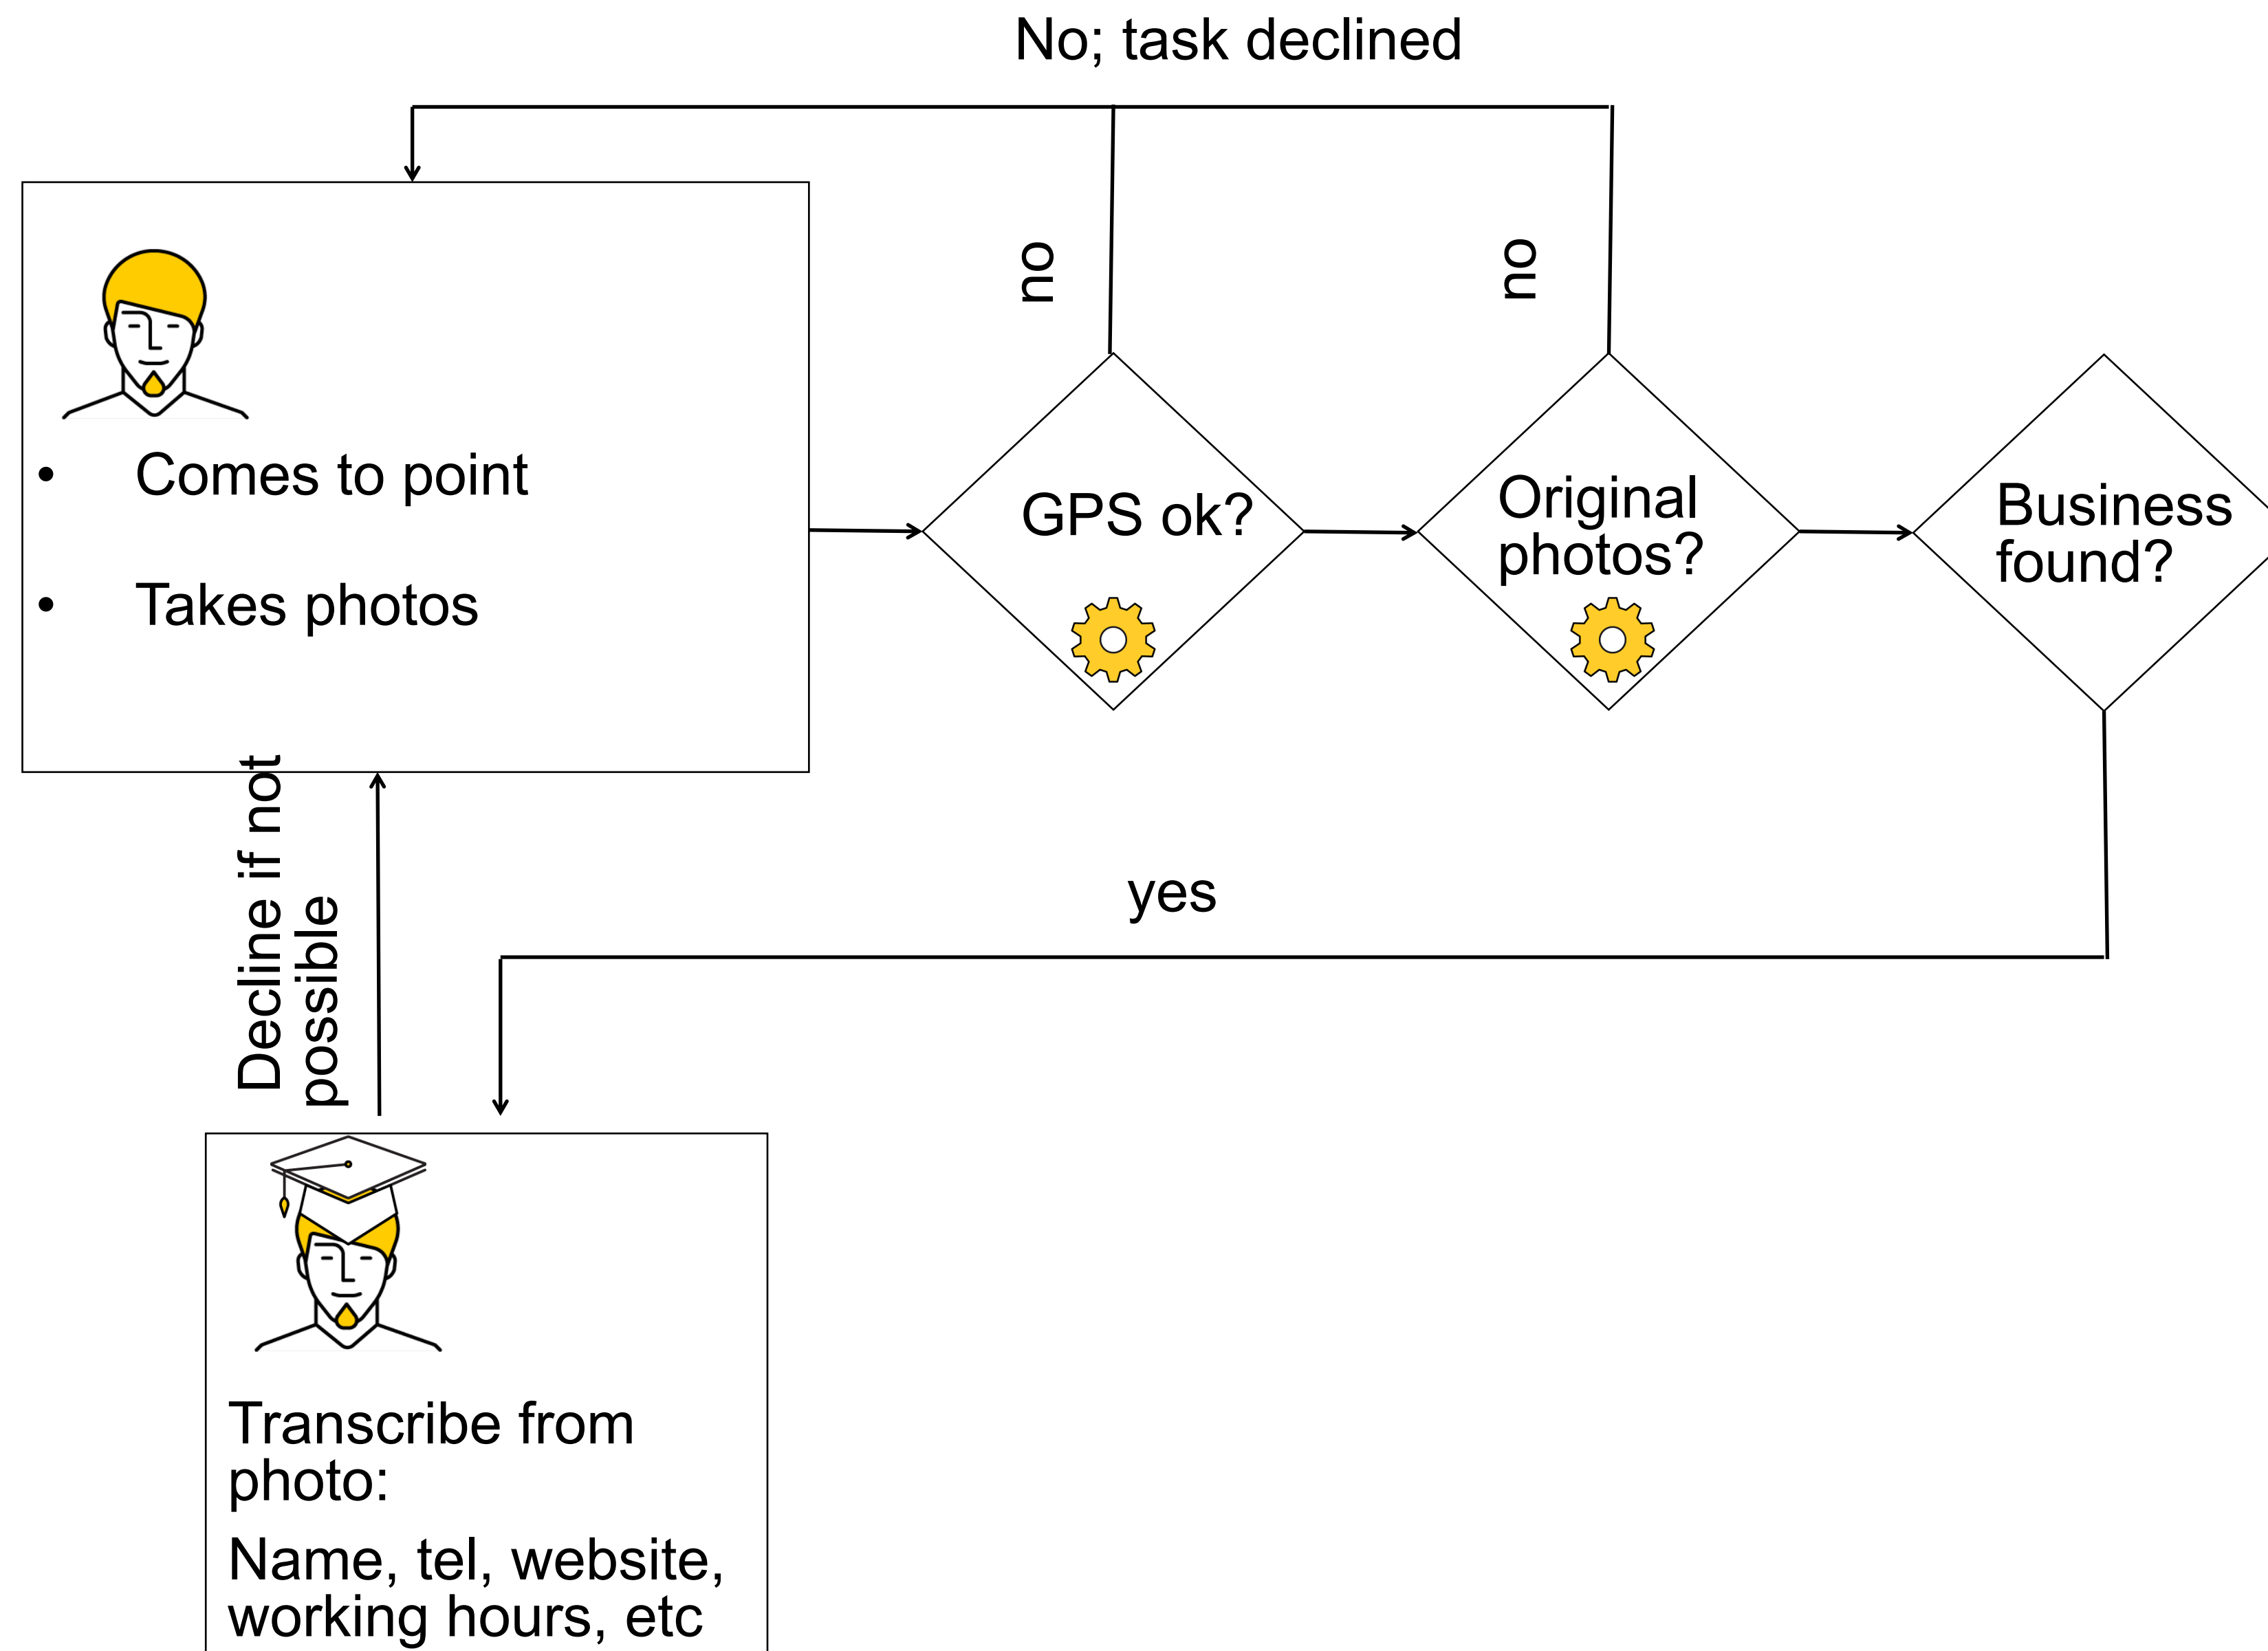 No; task declined
no
no
• Comes to point
• Takes photos
GPS ok?
Original
photos?
Business
found?
Decline if not
possible
yes
Transcribe from
photo:
Name, tel, website,
working hours, etc